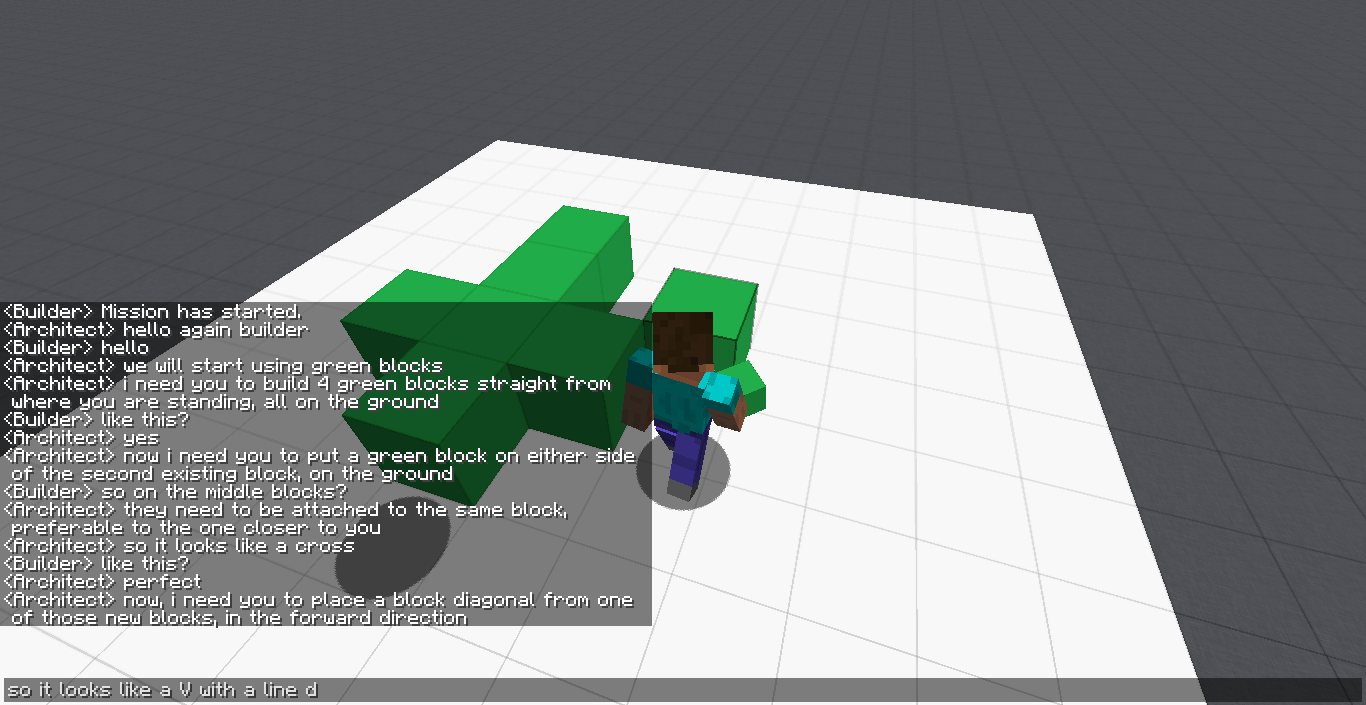 <Builder> Mission has started.
<Architect> hello again builder
<Builder> hello
<Architect> we will start using green blocks
<Architect> i need you to build 4 green blocks straight from
where you are standing, all on the ground
<Builder> like this?
<Architect> yes
<Architect> now i need you to put a green block on either side
of the second existing block, on the ground
<Builder> so on the middle blocks?
<Architect> they need to be attached to the same block,
preferable to the one closer to you
<Architect> so it looks like a cross
<Builder> like this?
<Architect> perfect
<Architect> now, i need you to place a block diagonal from one
of those new blocks, in the forward direction
so it looks like a V with a line d